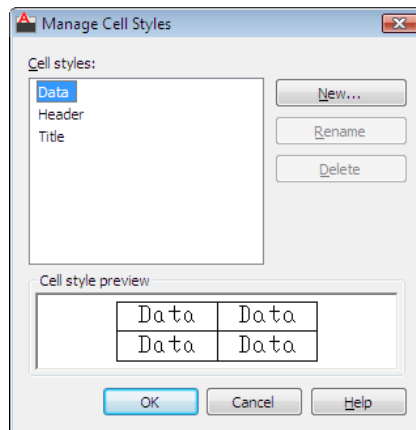 Manage Cell Styles
Cell styles:
Data
Header
Title
New...
Rename
Delete
Cell style preview
Data Data
Data Data
OK Cancel Help